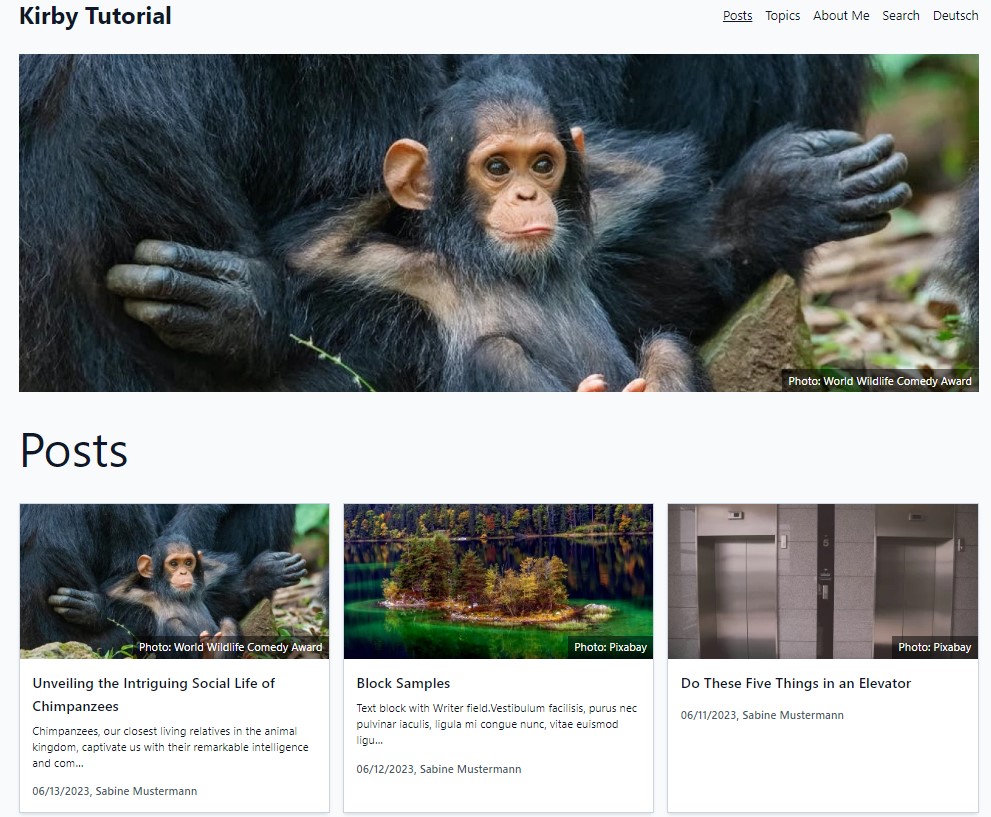 Kirby Tutorial
Posts Topics About Me Search Deutsch
Photo: World Wildlife Comedy Award
Posts
Photo: World Wildlife Comedy Award
Photo: Pixabay
Photo: Pixabay
Unveiling the Intriguing Social Life of
Chimpanzees
Chimpanzees, our closest living relatives in the animal
kingdom, captivate us with their remarkable intelligence
and com...
06/13/2023, Sabine Mustermann
Block Samples
Text block with Writer field.Vestibulum facilisis, purus nec
pulvinar iaculis, ligula mi congue nunc, vitae euismod
ligu...
06/12/2023, Sabine Mustermann
Do These Five Things in an Elevator
06/11/2023, Sabine Mustermann